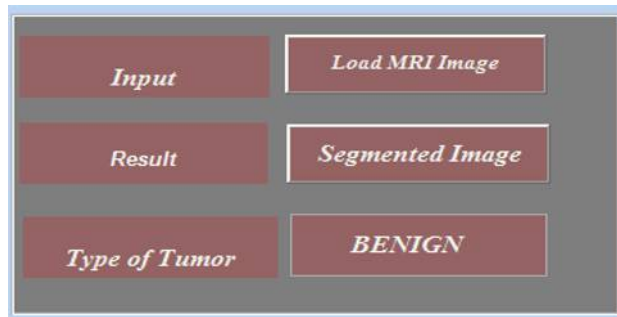 Input
Load MRI Image
Result
Segmented Image
Type of Tumor
BENIGN